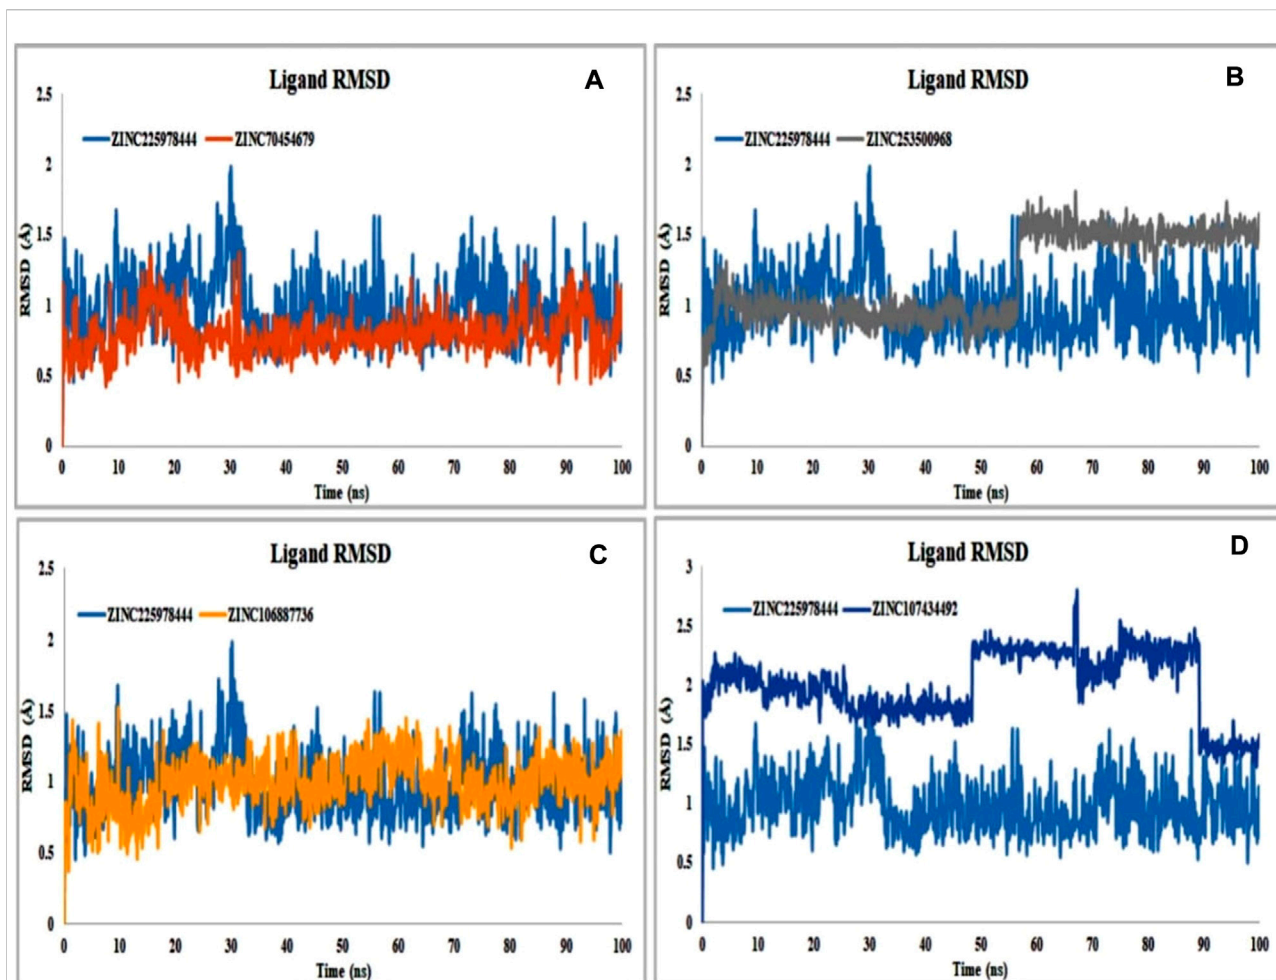 Ligand RMSD A
2.5
ZINC225978444 ZINC70454679
2
1.5
1
0.5
0
RMSD (Å)
0 10 20 30 40 50 60 70 80 90 100
Time (ns)
Ligand RMSD B
2.5
ZINC225978444 ZINC253500968
2
1.5
1
0.5
0
RMSD (Å)
0 10 20 30 40 50 60 70 80 90 100
Time (ns)
Ligand RMSD C
2.5
ZINC225978444 ZINC106887736
2
1.5
1
0.5
0
RMSD (Å)
0 10 20 30 40 50 60 70 80 90 100
Time (ns)
Ligand RMSD D
3
ZINC225978444 ZINC107434492
2.5
2
1.5
1
0.5
0
RMSD (Å)
0 10 20 30 40 50 60 70 80 90 100
Time (ns)